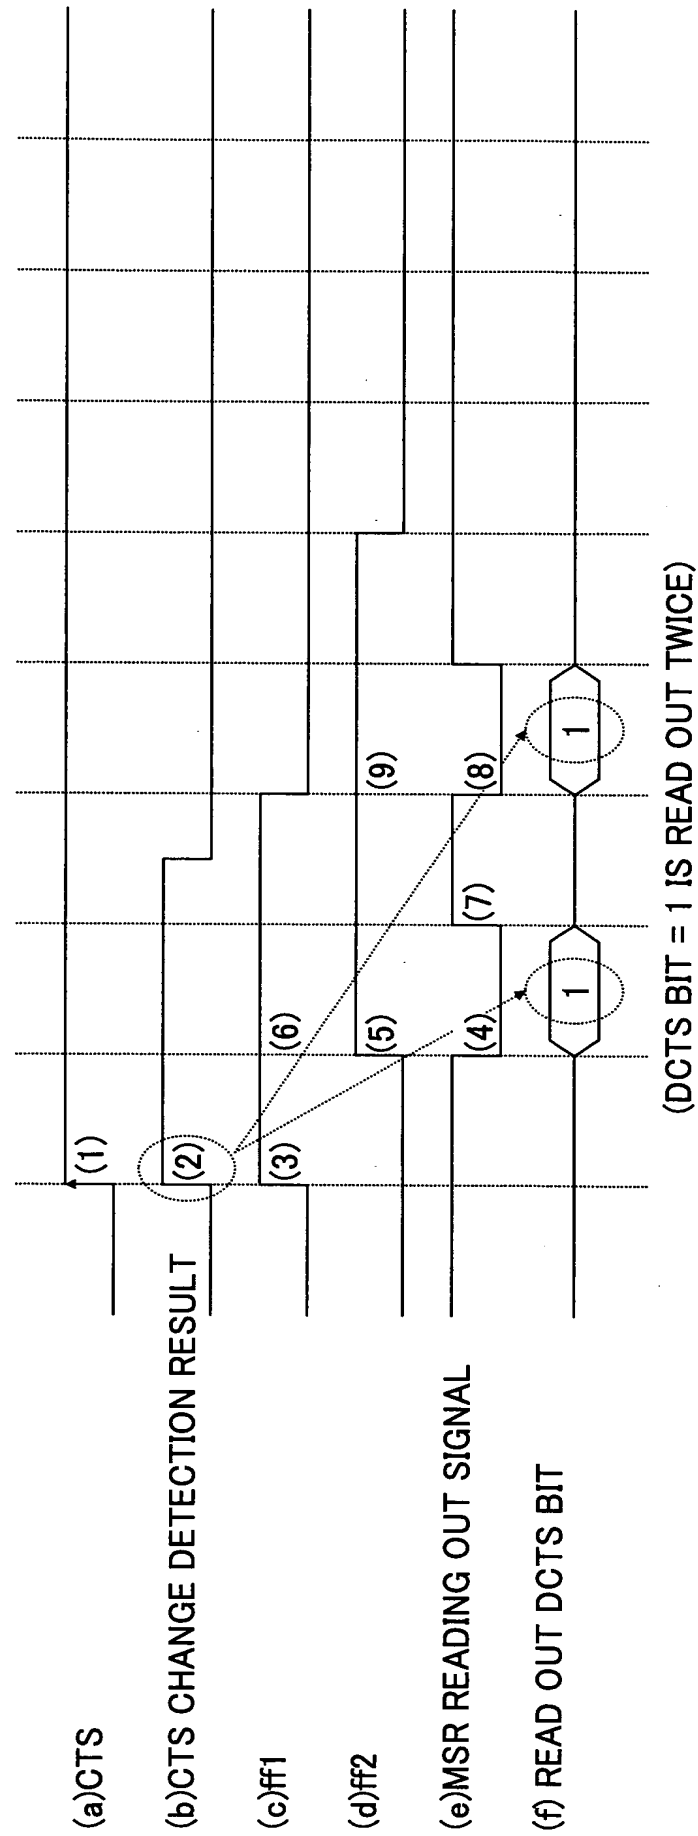 (a)CTS
(1)
(b)CTS CHANGE DETECTION RESULT
(2)
(c)ff1
(3)
(6)
(d)ff2
(5)
(9)
(e)MSR READING OUT SIGNAL
(4)
(7)
(8)
(f) READ OUT DCTS BIT
1
1
(DCTS BIT = 1 IS READ OUT TWICE)